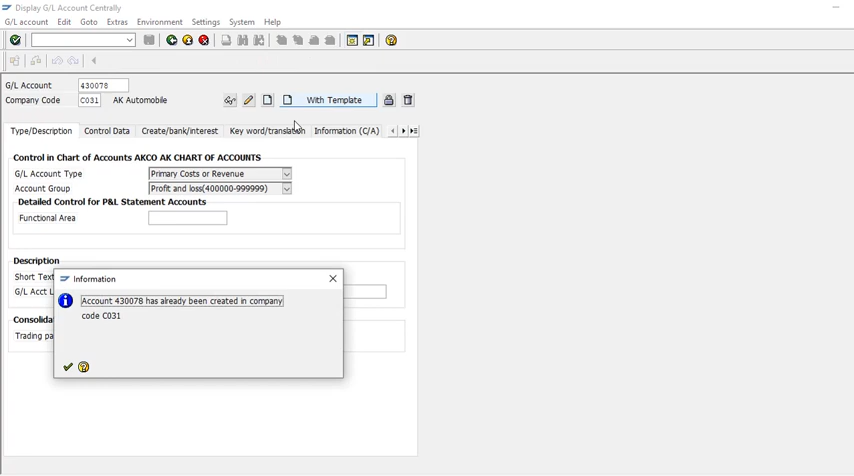 Display G/L Account Centrally
G/L account Edit Goto Extras Environment Settings System Help
G/L Account 430078
Company Code C031 AK Automobile With Template
Type/Description Control Data Create/bank/interest Key word/translation Information (C/A)
Control in Chart of Accounts AKCO AK CHART OF ACCOUNTS
G/L Account Type Primary Costs or Revenue
Account Group Profit and loss(400000-999999)
Detailed Control for P&L Statement Accounts
Functional Area
Description
Short Text
G/L Acct L
Consolidat
Trading pa
Information
Account 430078 has already been created in company
code C031